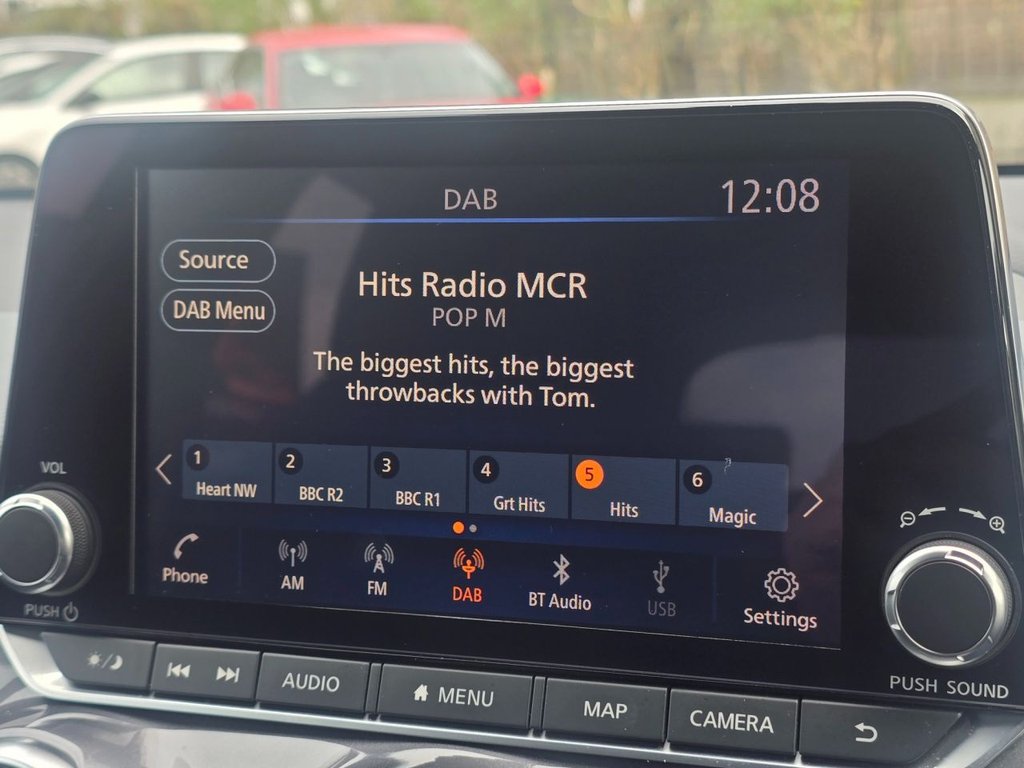 DAB
12:08
Source
DAB Menu
Hits Radio MCR
POP M
The biggest hits, the biggest
throwbacks with Tom.
1 2 3 4 5 6
Heart NW BBC R2 BBC R1 Grt Hits Hits Magic
Phone AM FM DAB BT Audio USB Settings
VOL
PUSH
PUSH SOUND
AUDIO MENU MAP CAMERA